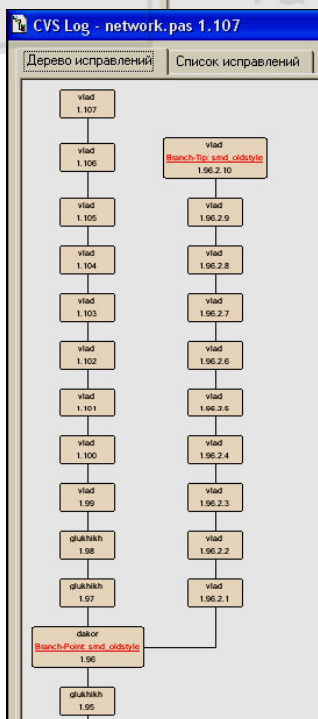 CVS Log - network.pas 1.107
Дерево исправлений
Список исправлений
vlad
1.107
vlad
1.106
vlad
1.105
vlad
1.104
vlad
1.103
vlad
1.102
vlad
1.101
vlad
1.100
vlad
1.99
glukhikh
1.98
glukhikh
1.97
dakor
Branch-Point: smd_oldstyle
1.96
glukhikh
1.95
vlad
Branch-Tip: smd_oldstyle
1.96.2.10
vlad
1.96.2.9
vlad
1.96.2.8
vlad
1.96.2.7
vlad
1.96.2.6
vlad
1.96.2.5
vlad
1.96.2.4
vlad
1.96.2.3
vlad
1.96.2.2
vlad
1.96.2.1